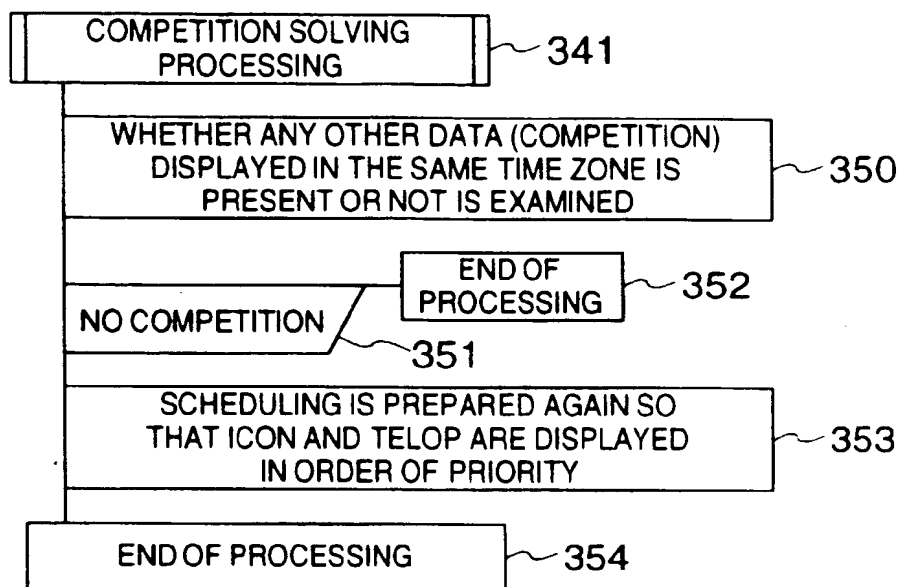 COMPETITION SOLVING
PROCESSING
341
WHETHER ANY OTHER DATA (COMPETITION)
DISPLAYED IN THE SAME TIME ZONE IS
PRESENT OR NOT IS EXAMINED
350
END OF
PROCESSING
352
NO COMPETITION
351
SCHEDULING IS PREPARED AGAIN SO
THAT ICON AND TELOP ARE DISPLAYED
IN ORDER OF PRIORITY
353
END OF PROCESSING
354